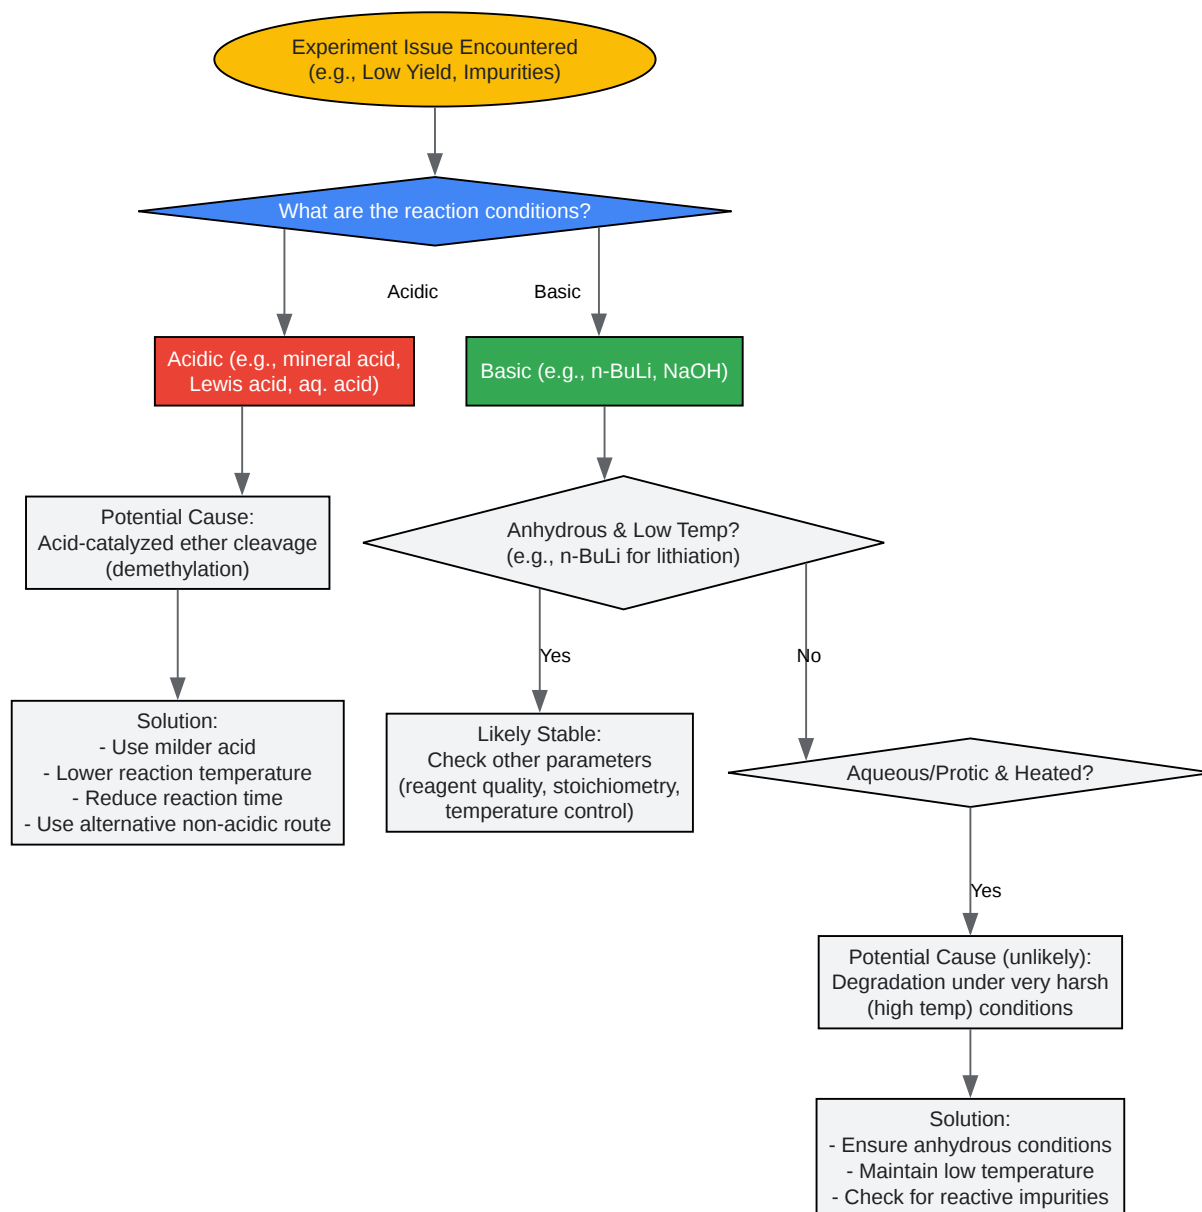 Experiment Issue Encountered
(e.g., Low Yield, Impurities)
What are the reaction conditions?
Acidic
Basic
Acidic (e.g., mineral acid,
Lewis acid, aq. acid)
Basic (e.g., n-BuLi, NaOH)
Potential Cause:
Acid-catalyzed ether cleavage
(demethylation)
Anhydrous & Low Temp?
(e.g., n-BuLi for lithiation)
Yes
No
Solution:
- Use milder acid
- Lower reaction temperature
- Reduce reaction time
- Use alternative non-acidic route
Likely Stable:
Check other parameters
(reagent quality, stoichiometry,
temperature control)
Aqueous/Protic & Heated?
Yes
Potential Cause (unlikely):
Degradation under very harsh
(high temp) conditions
Solution:
- Ensure anhydrous conditions
- Maintain low temperature
- Check for reactive impurities